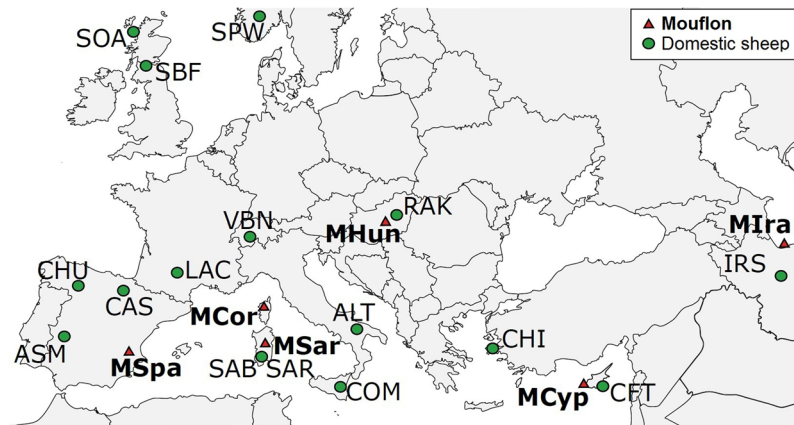 Mouflon
Domestic sheep
SOA
SPW
SBF
VBN
RAK
MHun
MIra
IRS
CHU
LAC
CAS
MCor
ALT
CHI
ASM
MSpa
MSar
SAB SAR
COM
MCyp
CFT